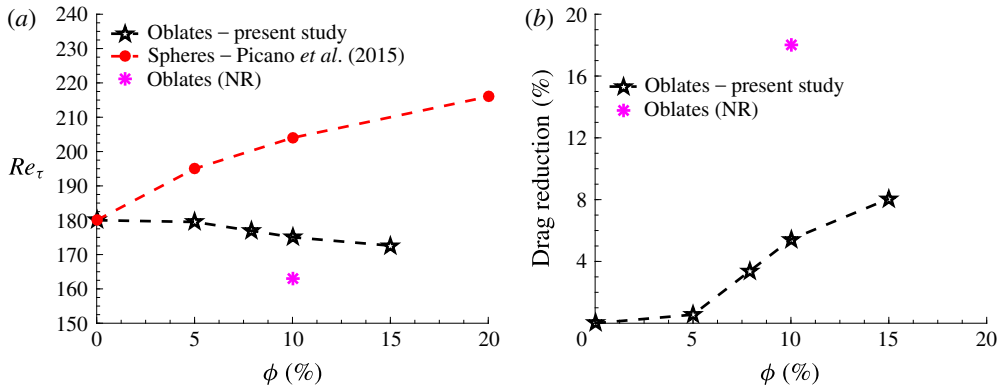 (a)
240
230
220
210
200
190
180
170
160
150
Re_τ
Oblates – present study
Spheres – Picano et al. (2015)
Oblates (NR)
0
5
10
15
20
ϕ (%)
(b)
20
16
12
8
4
0
Drag reduction (%)
Oblates – present study
Oblates (NR)
5
10
15
20
ϕ (%)